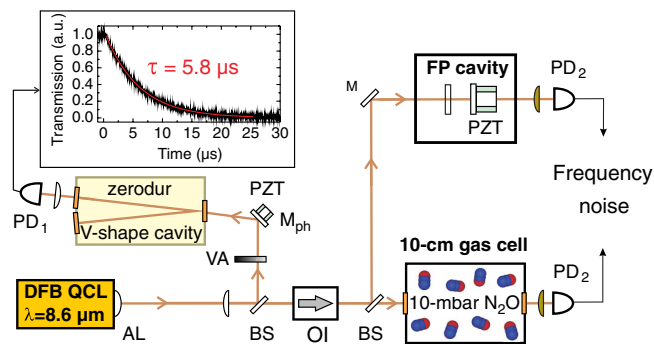 Transmission (a.u.)
1.0
0.8
0.6
0.4
0.2
0.0
τ = 5.8 µs
0 5 10 15 20 25 30
Time (µs)
M
FP cavity
PZT
PD2
Frequency
noise
zerodur
V-shape cavity
PD1
PZT
Mph
VA
10-cm gas cell
10-mbar N2O
PD2
DFB QCL
λ=8.6 µm
AL
BS
OI
BS